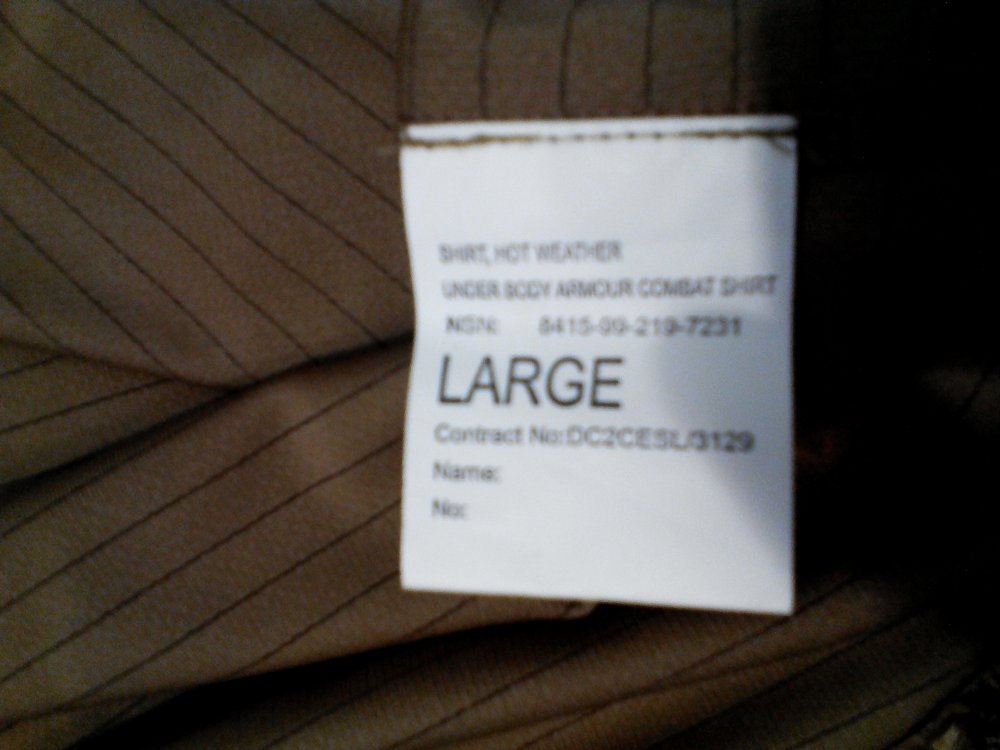 SHIRT, HOT WEATHER
UNDER BODY ARMOUR COMBAT SHIRT
NSN: 8415-99-219-7231
LARGE
Contract No:DC2CESL/3129
Name:
No: